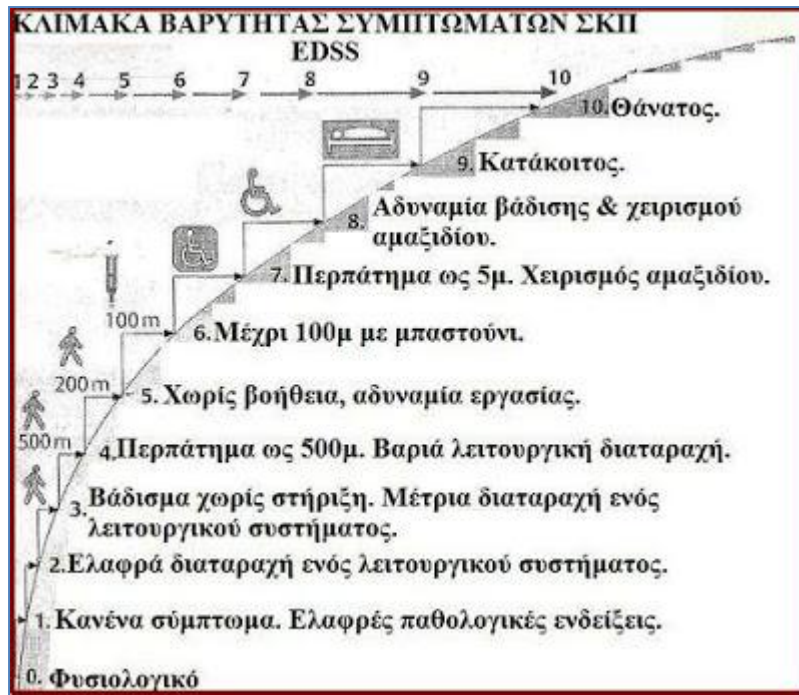 ΚΛΙΜΑΚΑ ΒΑΡΥΤΗΤΑΣ ΣΥΜΠΤΩΜΑΤΩΝ ΣΚΠ
EDSS
1 2 3 4 5 6 7 8 9 10
10. Θάνατος.
9. Κατάκοιτος.
8. Αδυναμία βάδισης & χειρισμού
αμαξιδίου.
7. Περπάτημα ως 5μ. Χειρισμός αμαξιδίου.
100 m
6. Μέχρι 100μ με μπαστούνι.
200 m
5. Χωρίς βοήθεια, αδυναμία εργασίας.
500 m
4. Περπάτημα ως 500μ. Βαριά λειτουργική διαταραχή.
3. Βάδισμα χωρίς στήριξη. Μέτρια διαταραχή ενός
λειτουργικού συστήματος.
2. Ελαφρά διαταραχή ενός λειτουργικού συστήματος.
1. Κανένα σύμπτωμα. Ελαφρές παθολογικές ενδείξεις.
0. Φυσιολογικό